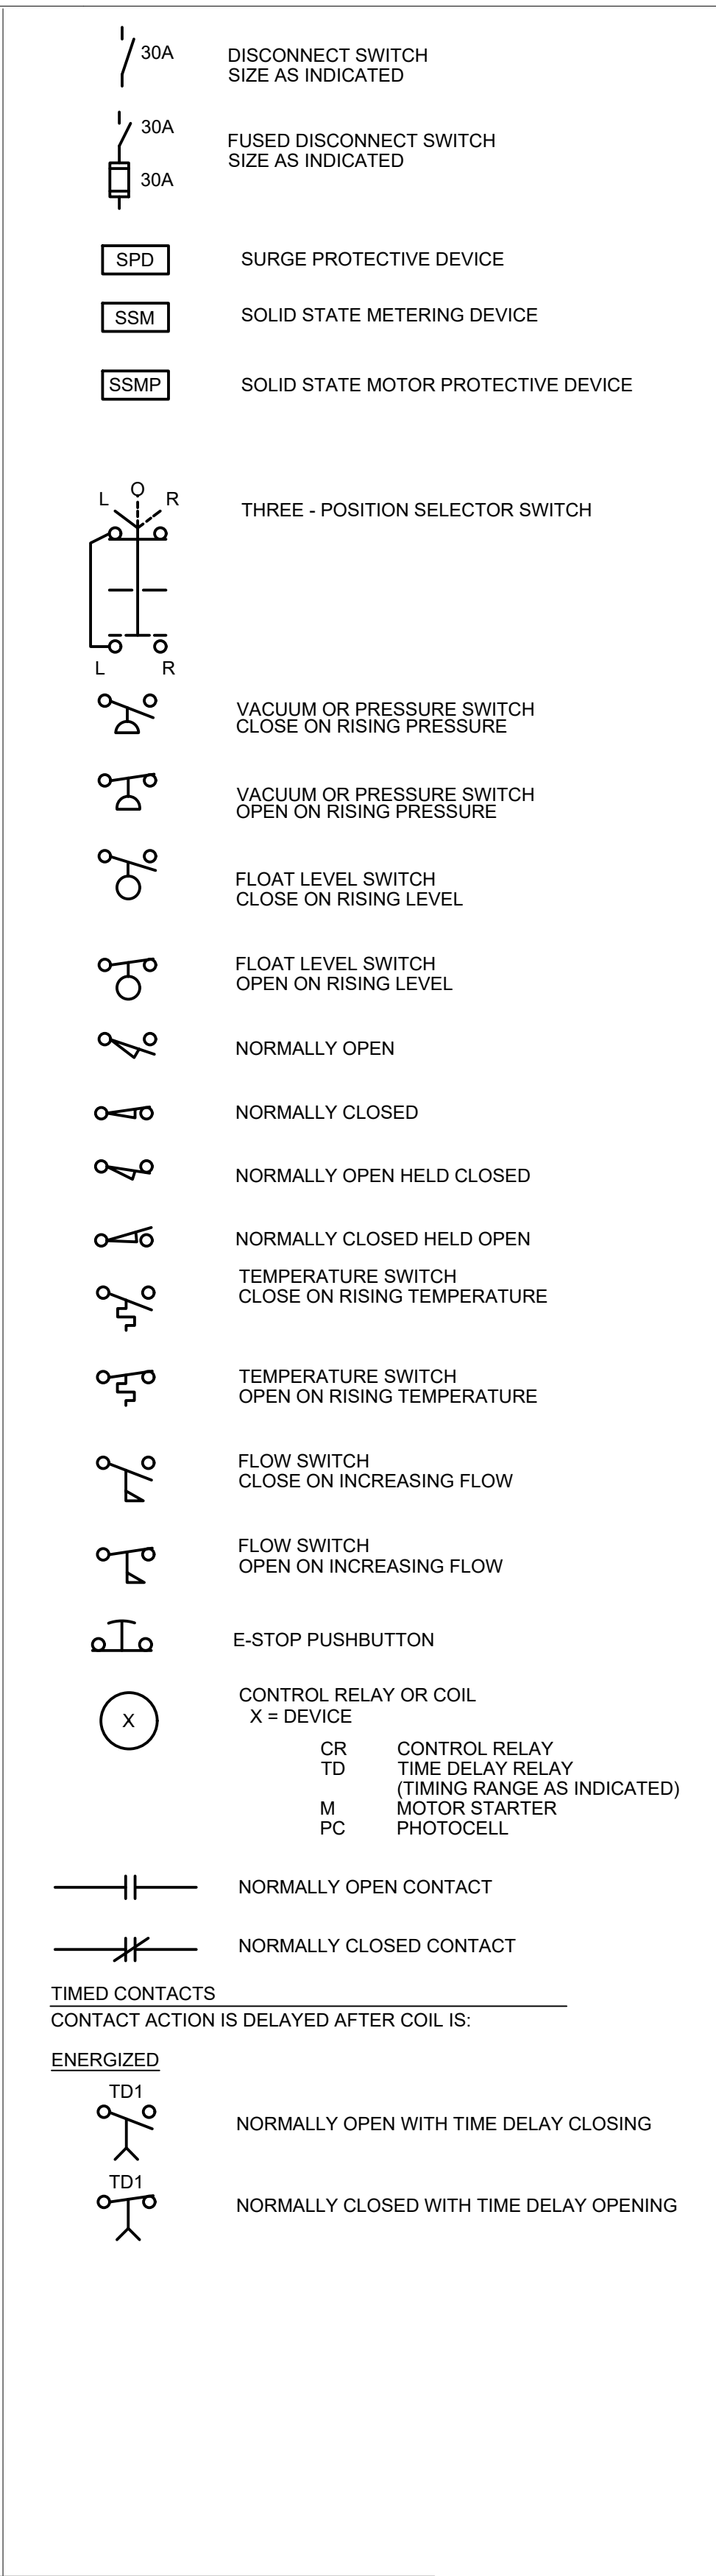 30A
DISCONNECT SWITCH
SIZE AS INDICATED
30A
FUSED DISCONNECT SWITCH
SIZE AS INDICATED
30A
SPD
SURGE PROTECTIVE DEVICE
SSM
SOLID STATE METERING DEVICE
SSMP
SOLID STATE MOTOR PROTECTIVE DEVICE
L O R
THREE - POSITION SELECTOR SWITCH
L R
VACUUM OR PRESSURE SWITCH
CLOSE ON RISING PRESSURE
VACUUM OR PRESSURE SWITCH
OPEN ON RISING PRESSURE
FLOAT LEVEL SWITCH
CLOSE ON RISING LEVEL
FLOAT LEVEL SWITCH
OPEN ON RISING LEVEL
NORMALLY OPEN
NORMALLY CLOSED
NORMALLY OPEN HELD CLOSED
NORMALLY CLOSED HELD OPEN
TEMPERATURE SWITCH
CLOSE ON RISING TEMPERATURE
TEMPERATURE SWITCH
OPEN ON RISING TEMPERATURE
FLOW SWITCH
CLOSE ON INCREASING FLOW
FLOW SWITCH
OPEN ON INCREASING FLOW
E-STOP PUSHBUTTON
X
CONTROL RELAY OR COIL
X = DEVICE
CR CONTROL RELAY
TD TIME DELAY RELAY
(TIMING RANGE AS INDICATED)
M MOTOR STARTER
PC PHOTOCELL
NORMALLY OPEN CONTACT
NORMALLY CLOSED CONTACT
TIMED CONTACTS
CONTACT ACTION IS DELAYED AFTER COIL IS:
ENERGIZED
TD1
NORMALLY OPEN WITH TIME DELAY CLOSING
TD1
NORMALLY CLOSED WITH TIME DELAY OPENING